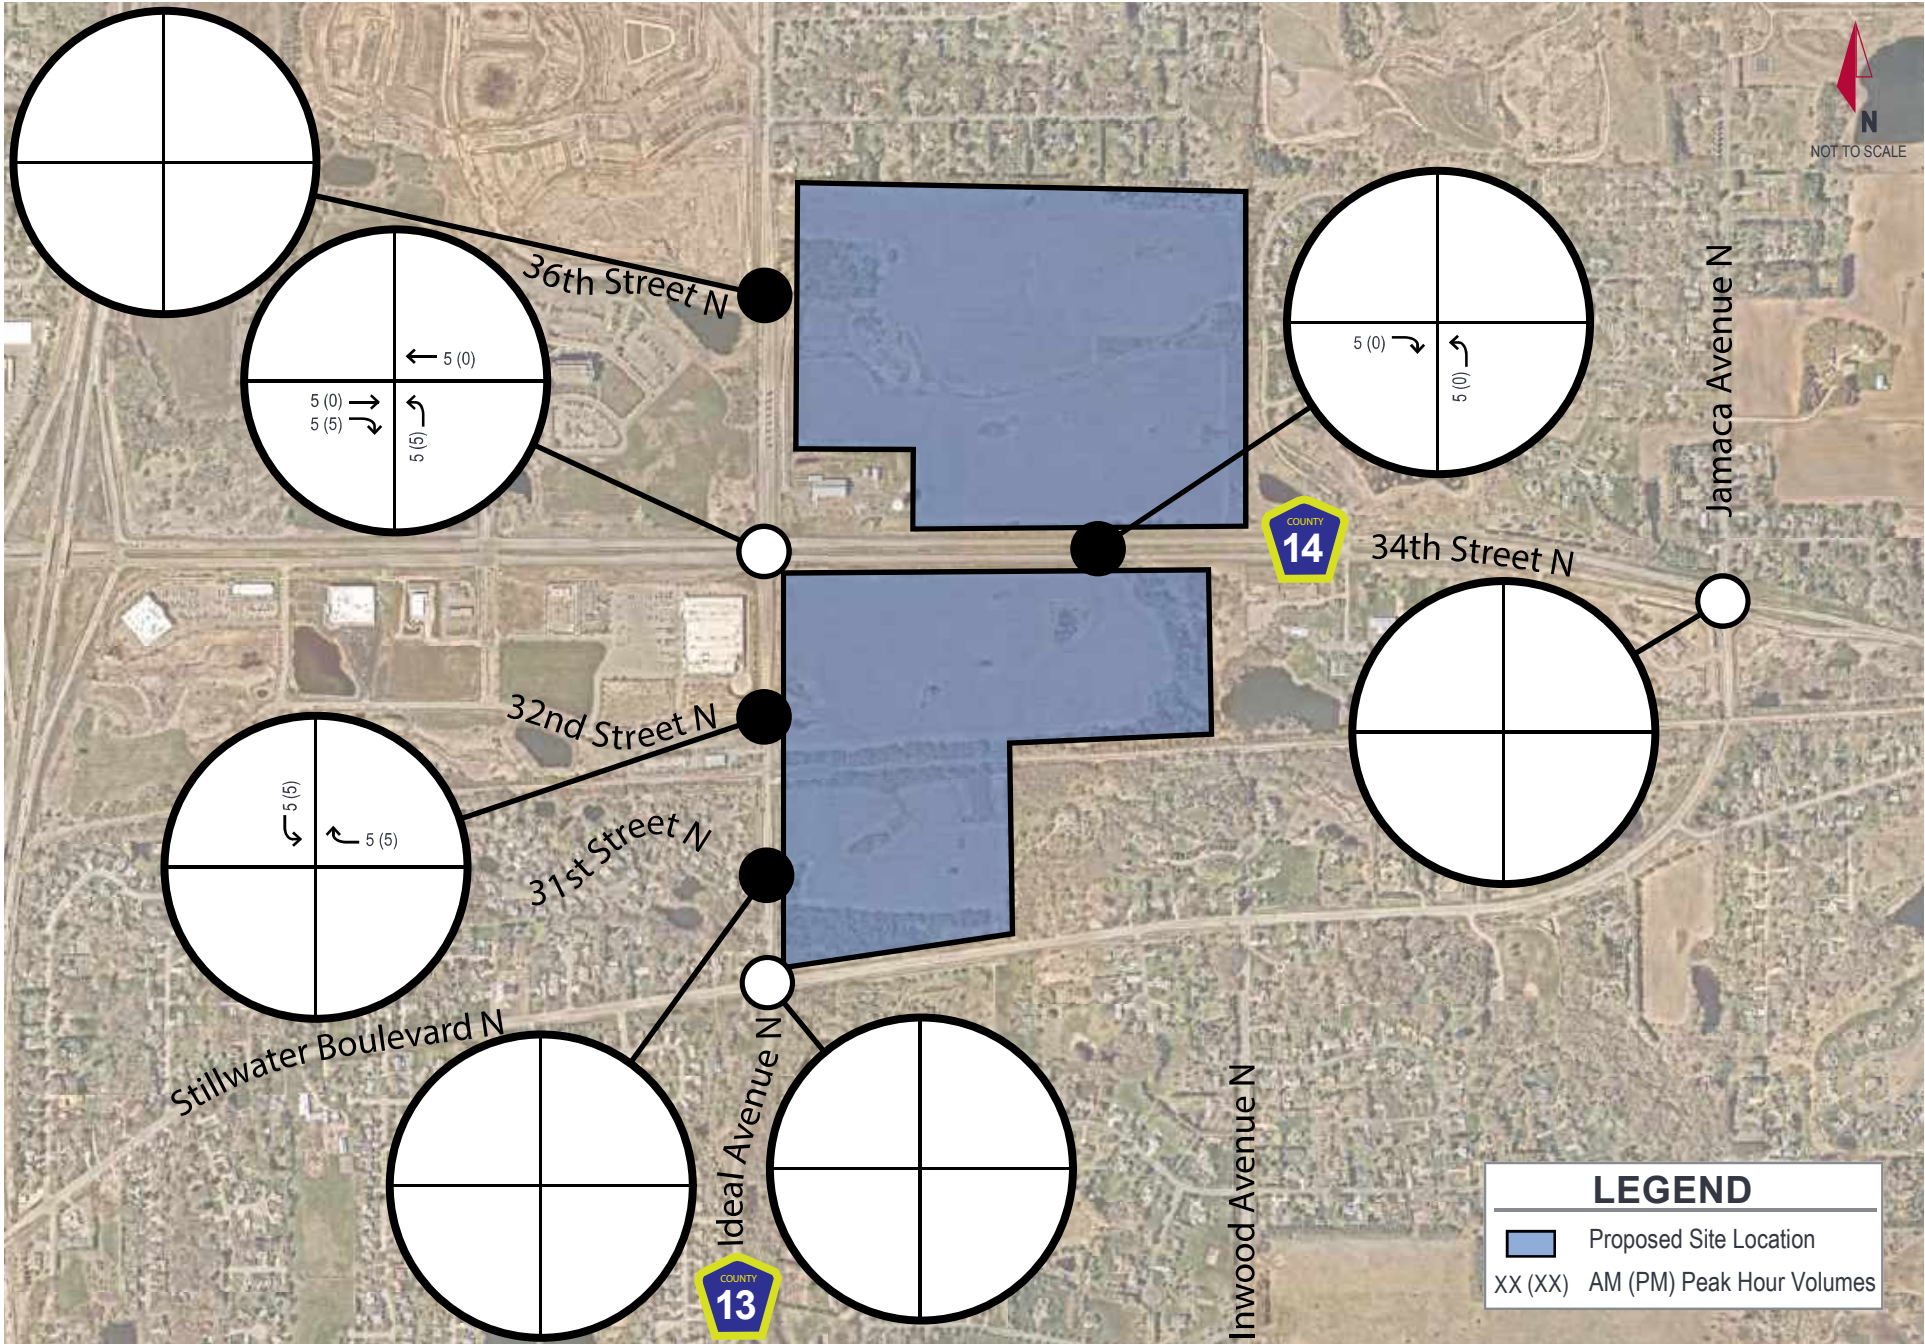 N
NOT TO SCALE
36th Street N
5 (0)
5 (0)
5 (5)
5 (5)
5 (0)
5 (0)
Jamaca Avenue N
COUNTY
14
34th Street N
32nd Street N
5 (5)
5 (5)
31st Street N
Stillwater Boulevard N
Ideal Avenue N
COUNTY
13
Inwood Avenue N
LEGEND
Proposed Site Location
XX (XX) AM (PM) Peak Hour Volumes